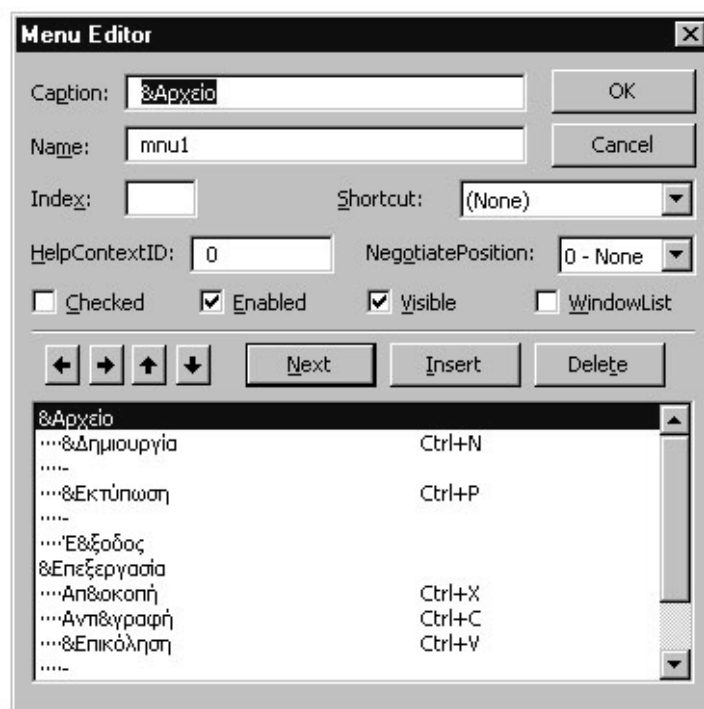 Menu Editor
Caption: &Αρχείο OK
Name: mnu1 Cancel
Index: Shortcut: (None)
HelpContextID: 0 NegotiatePosition: 0 - None
Checked Enabled Visible WindowList
Next Insert Delete
&Αρχείο
····&Δημιουργία Ctrl+N
····-
····&Εκτύπωση Ctrl+P
····-
····Έ&ξοδος
&Επεξεργασία
····Απ&οκοπή Ctrl+X
····Αντι&γραφή Ctrl+C
····&Επικόληση Ctrl+V
····-